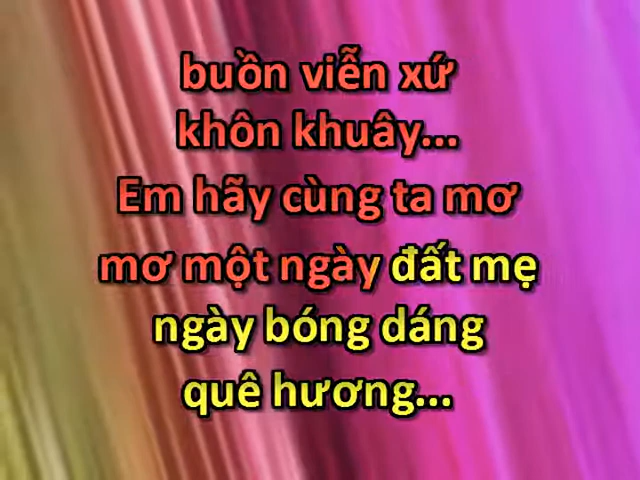 buồn viễn xứ
khôn khuây...
Em hãy cùng ta mơ
mơ một ngày đất mẹ
ngày bóng dáng
quê hương...